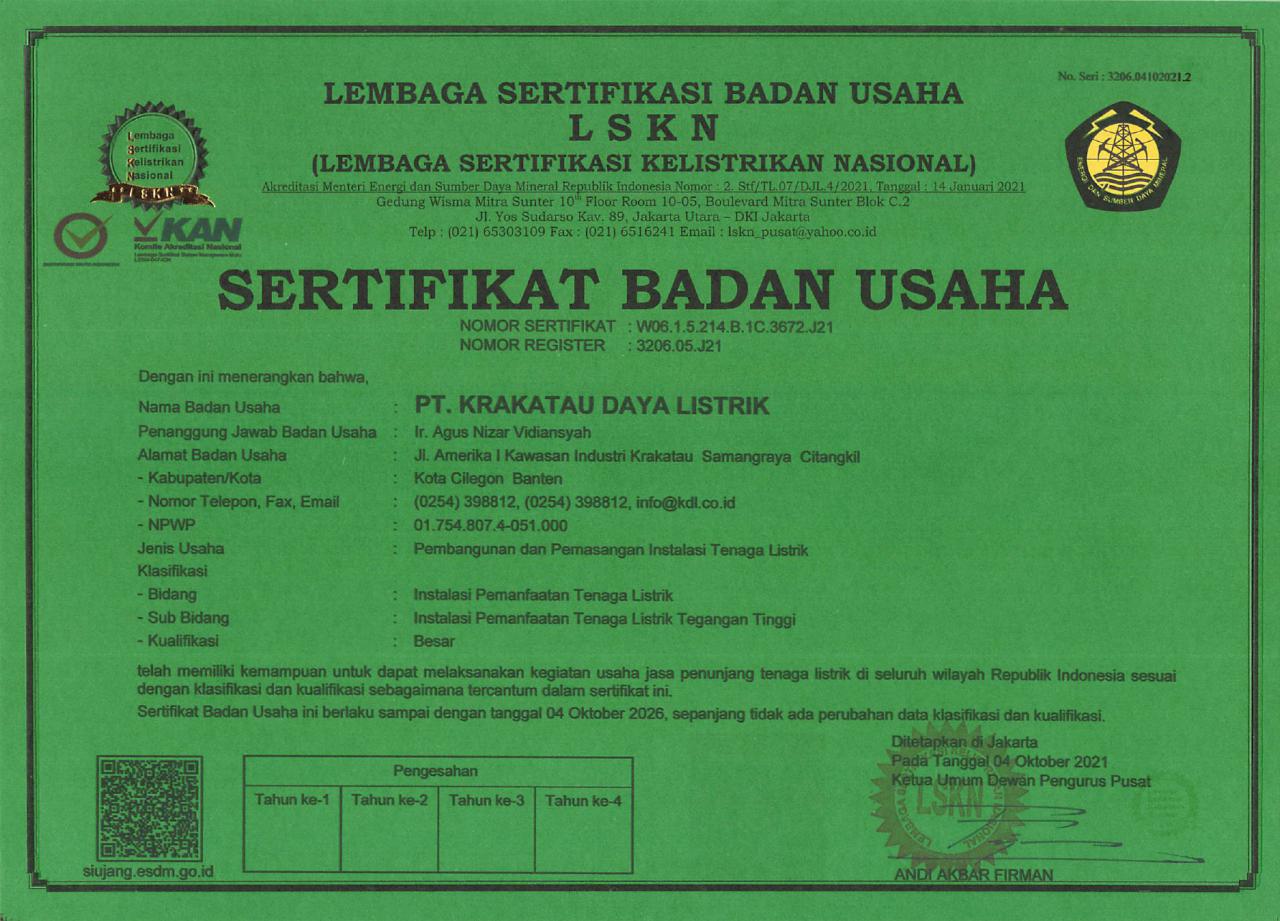 No. Seri : 3206.04102021.2
LEMBAGA SERTIFIKASI BADAN USAHA
L S K N
(LEMBAGA SERTIFIKASI KELISTRIKAN NASIONAL)
Akreditasi Menteri Energi dan Sumber Daya Mineral Republik Indonesia Nomor : 2. Stf/TL.07/DJL.4/2021, Tanggal : 14 Januari 2021
Gedung Wisma Mitra Sunter 10th Floor Room 10-05, Boulevard Mitra Sunter Blok C.2
Jl. Yos Sudarso Kav. 89, Jakarta Utara – DKI Jakarta
Telp : (021) 65303109 Fax : (021) 6516241 Email : lskn_pusat@yahoo.co.id
Lembaga
Sertifikasi
Kelistrikan
Nasional
LSKN
KAN
Komite Akreditasi Nasional
ENERGI DAN SUMBER DAYA MINERAL
SERTIFIKAT BADAN USAHA
NOMOR SERTIFIKAT : W06.1.5.214.B.1C.3672.J21
NOMOR REGISTER : 3206.05.J21
Dengan ini menerangkan bahwa,
Nama Badan Usaha : PT. KRAKATAU DAYA LISTRIK
Penanggung Jawab Badan Usaha : Ir. Agus Nizar Vidiansyah
Alamat Badan Usaha : Jl. Amerika I Kawasan Industri Krakatau Samangraya Citangkil
- Kabupaten/Kota : Kota Cilegon Banten
- Nomor Telepon, Fax, Email : (0254) 398812, (0254) 398812, info@kdl.co.id
- NPWP : 01.754.807.4-051.000
Jenis Usaha : Pembangunan dan Pemasangan Instalasi Tenaga Listrik
Klasifikasi
- Bidang : Instalasi Pemanfaatan Tenaga Listrik
- Sub Bidang : Instalasi Pemanfaatan Tenaga Listrik Tegangan Tinggi
- Kualifikasi : Besar
telah memiliki kemampuan untuk dapat melaksanakan kegiatan usaha jasa penunjang tenaga listrik di seluruh wilayah Republik Indonesia sesuai
dengan klasifikasi dan kualifikasi sebagaimana tercantum dalam sertifikat ini.
Sertifikat Badan Usaha ini berlaku sampai dengan tanggal 04 Oktober 2026, sepanjang tidak ada perubahan data klasifikasi dan kualifikasi.
siujang.esdm.go.id
Pengesahan
Tahun ke-1 Tahun ke-2 Tahun ke-3 Tahun ke-4
Ditetapkan di Jakarta
Pada Tanggal 04 Oktober 2021
Ketua Umum Dewan Pengurus Pusat
LSKN
ANDI AKBAR FIRMAN